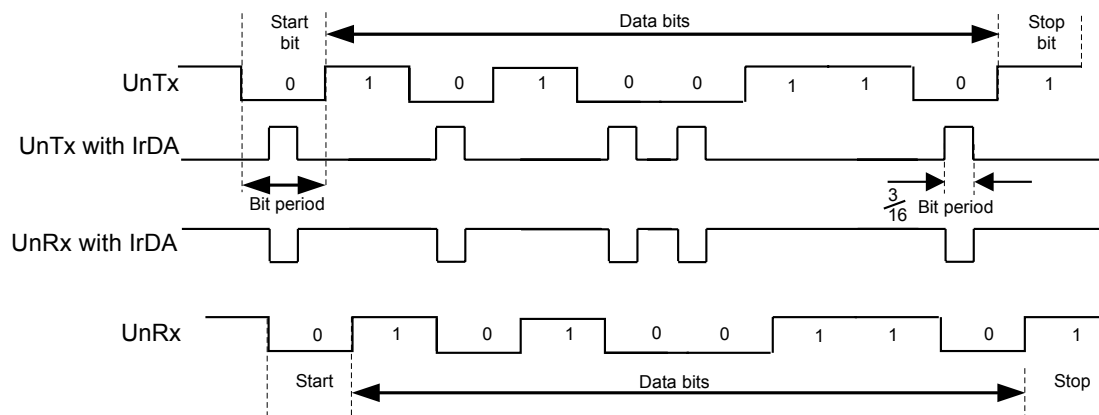 Start
bit
Data bits
Stop
bit
UnTx
0 1 0 1 0 0 1 1 0 1
UnTx with IrDA
Bit period
3
16
Bit period
UnRx with IrDA
UnRx
0 1 0 1 0 0 1 1 0 1
Start
Data bits
Stop